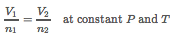 V₁/n₁ = V₂/n₂ at constant P and T